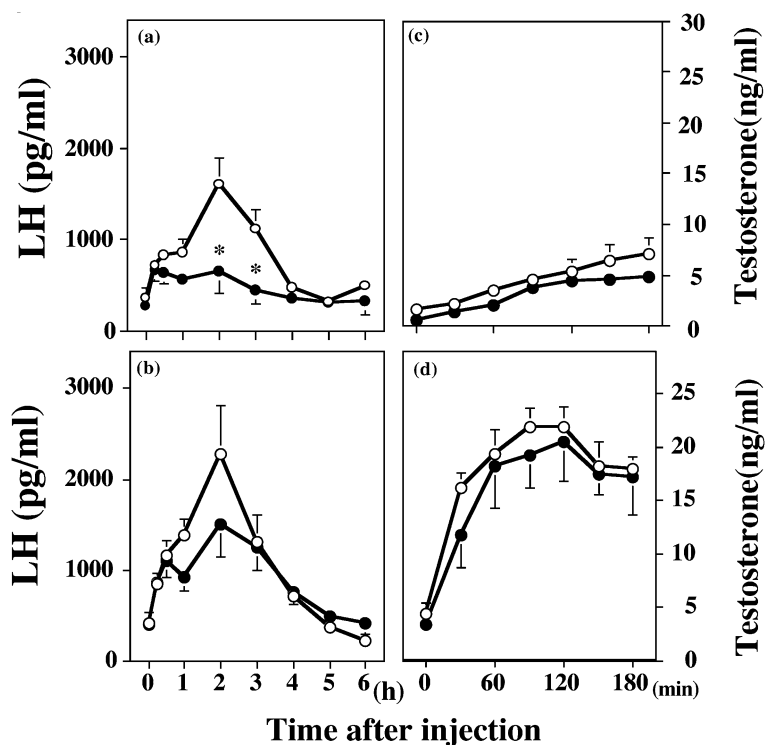 (a)
3000
2000
1000
0
LH (pg/ml)
*
*
(c)
30
25
20
15
10
5
0
Testosterone(ng/ml)
(b)
3000
2000
1000
0
LH (pg/ml)
0 1 2 3 4 5 6 (h)
(d)
25
20
15
10
5
0
Testosterone(ng/ml)
0 60 120 180 (min)
Time after injection